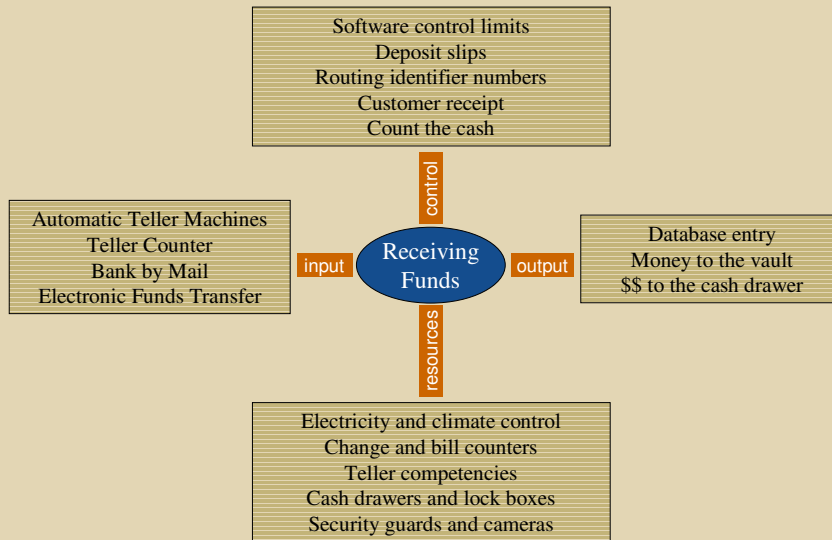 Software control limits
Deposit slips
Routing identifier numbers
Customer receipt
Count the cash
control
Automatic Teller Machines
Teller Counter
Bank by Mail
Electronic Funds Transfer
input
Receiving
Funds
output
Database entry
Money to the vault
$$ to the cash drawer
resources
Electricity and climate control
Change and bill counters
Teller competencies
Cash drawers and lock boxes
Security guards and cameras